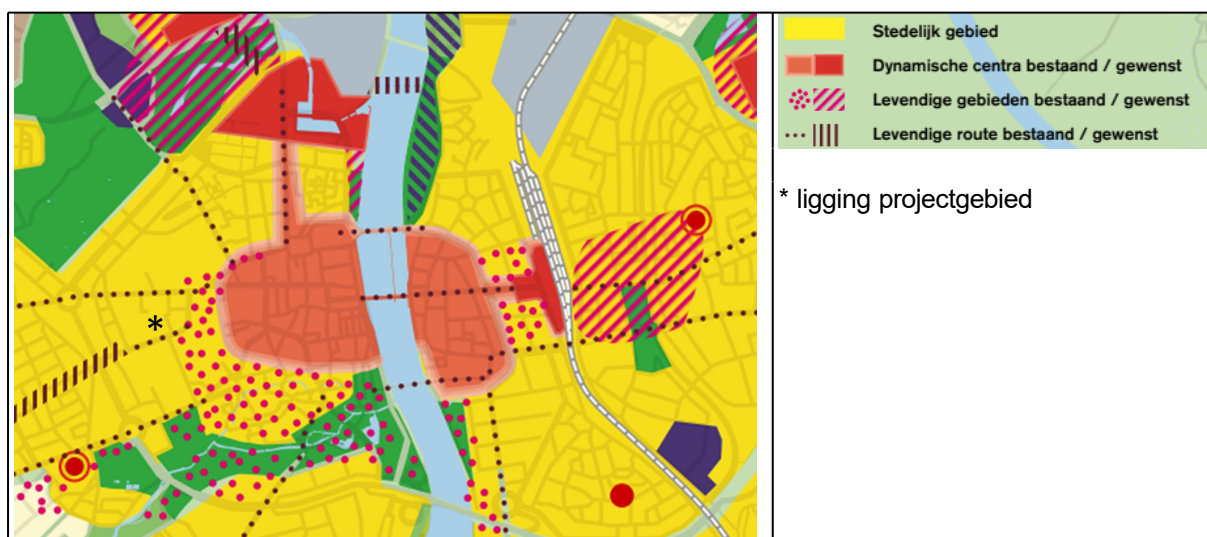 Stedelijk gebied
Dynamische centra bestaand / gewenst
Levendige gebieden bestaand / gewenst
Levendige route bestaand / gewenst
* ligging projectgebied
*